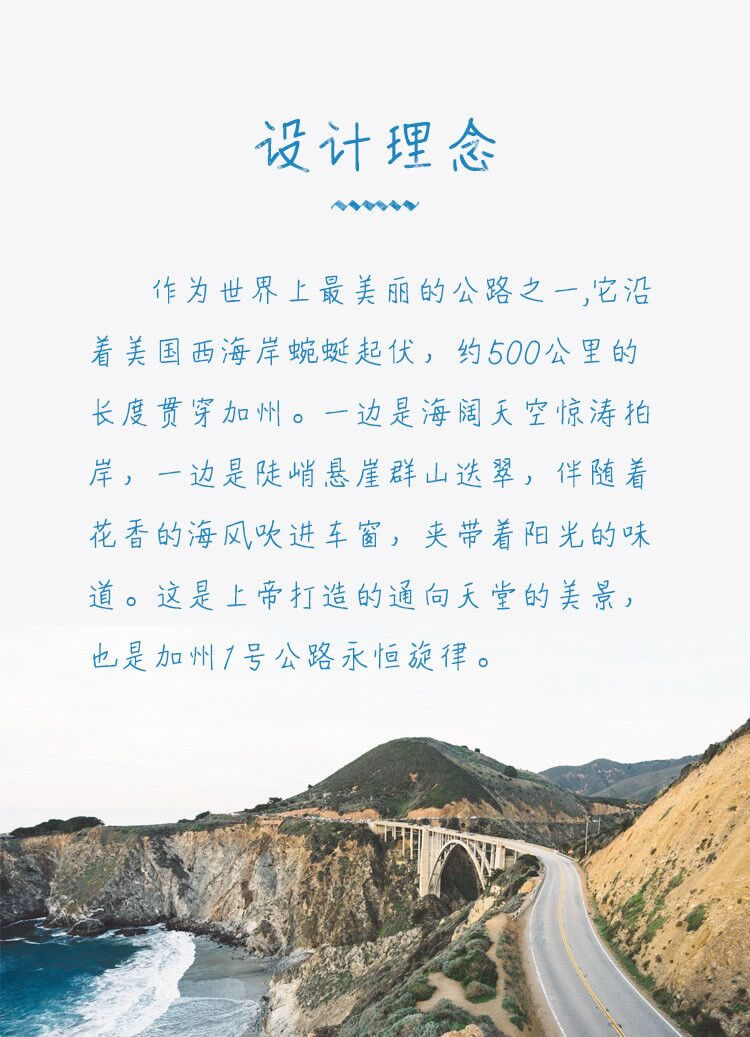 设计理念
作为世界上最美丽的公路之一,它沿
着美国西海岸蜿蜒起伏，约500公里的
长度贯穿加州。一边是海阔天空惊涛拍
岸，一边是陡峭悬崖群山迭翠，伴随着
花香的海风吹进车窗，夹带着阳光的味
道。这是上帝打造的通向天堂的美景，
也是加州1号公路永恒旋律。